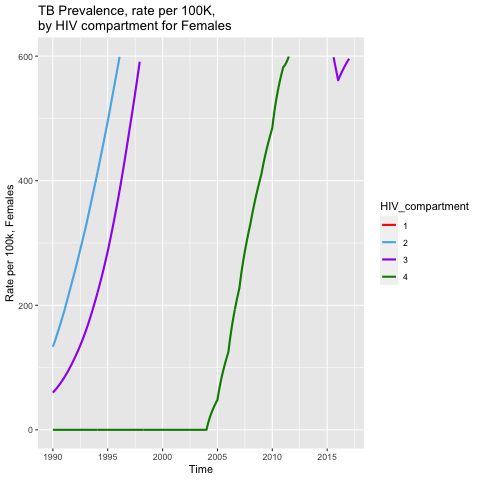 TB Prevalence, rate per 100K,
by HIV compartment for Females
Rate per 100k, Females
600
400
200
0
1990 1995 2000 2005 2010 2015
Time
HIV_compartment
1
2
3
4